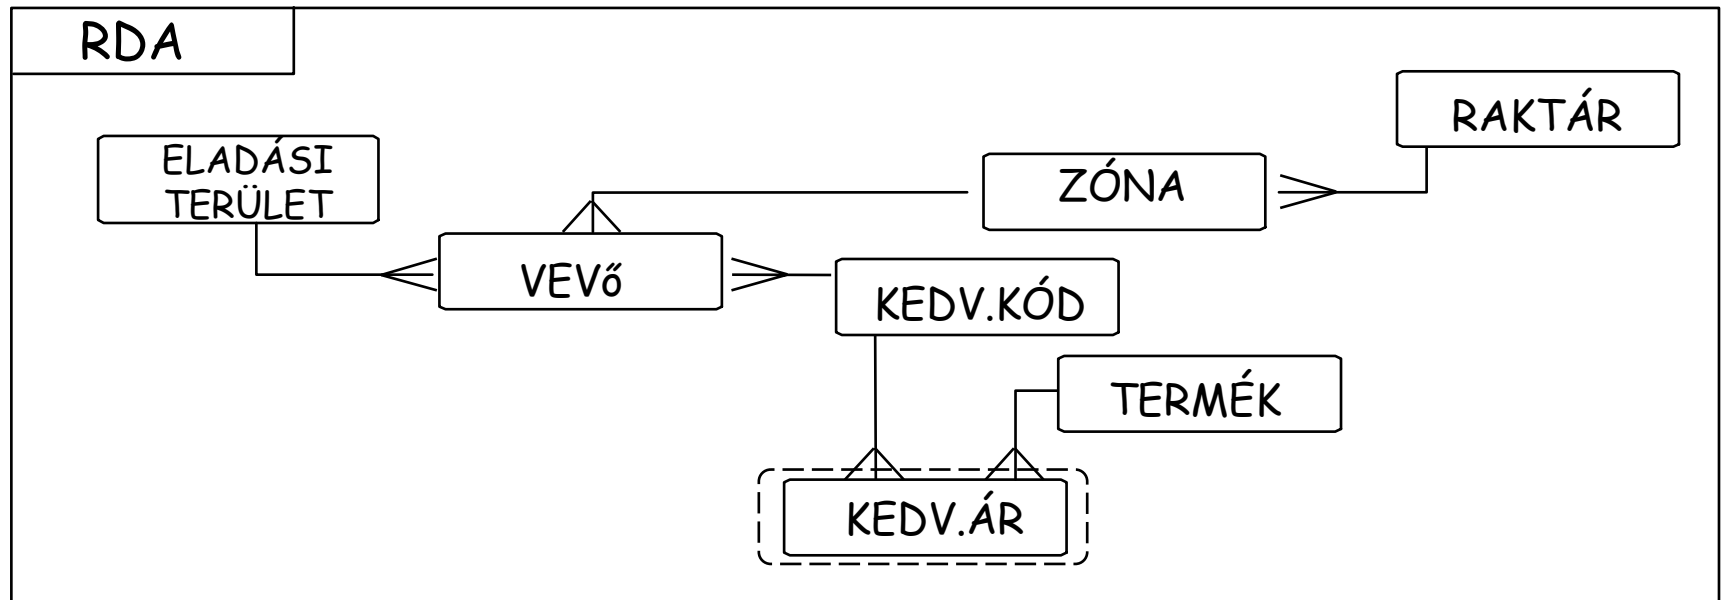 RDA
RAKTÁR
ELADÁSI
TERÜLET
ZÓNA
VEVő
KEDV.KÓD
TERMÉK
KEDV.ÁR